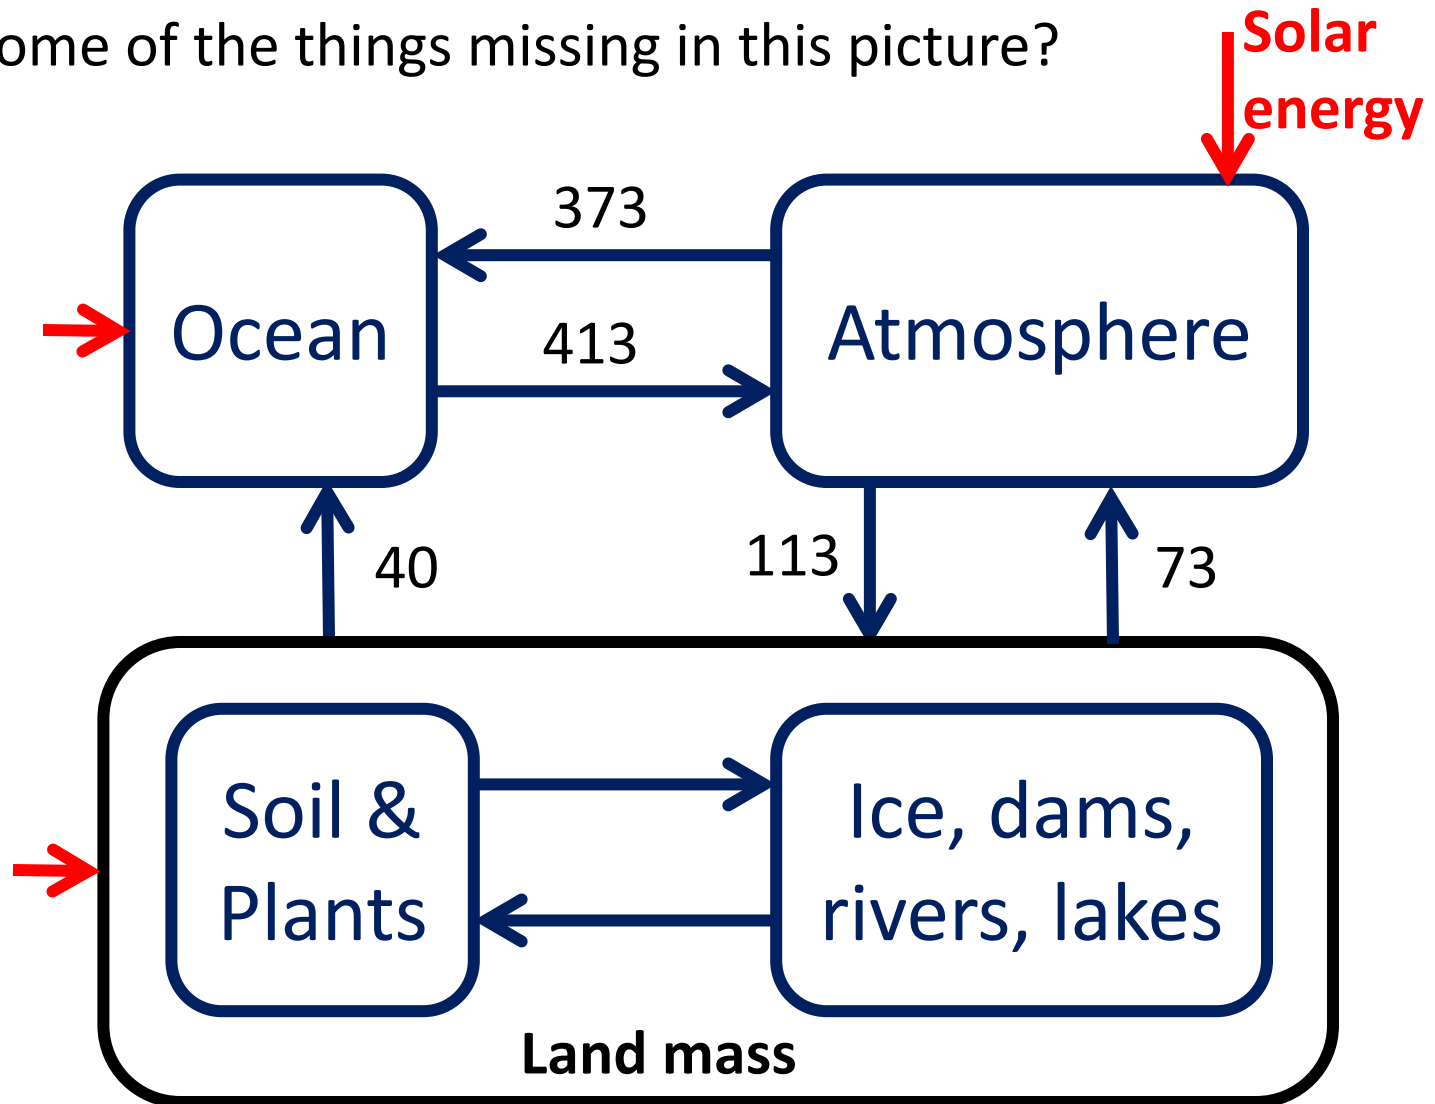 ome of the things missing in this picture?
Solar
energy
373
Ocean
413
Atmosphere
40
113
73
Soil &
Plants
Ice, dams,
rivers, lakes
Land mass